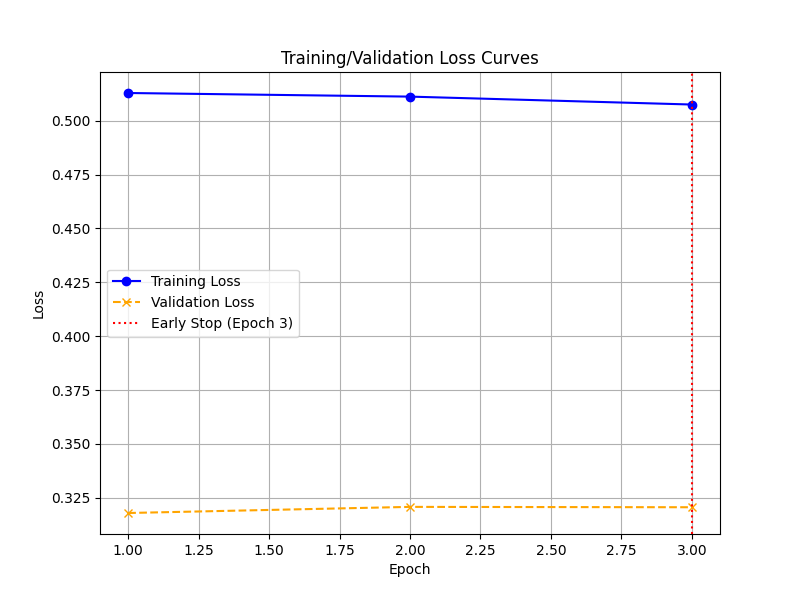 Training/Validation Loss Curves
0.500
0.475
0.450
0.425
0.400
0.375
0.350
0.325
Loss
Training Loss
Validation Loss
Early Stop (Epoch 3)
1.00 1.25 1.50 1.75 2.00 2.25 2.50 2.75 3.00
Epoch